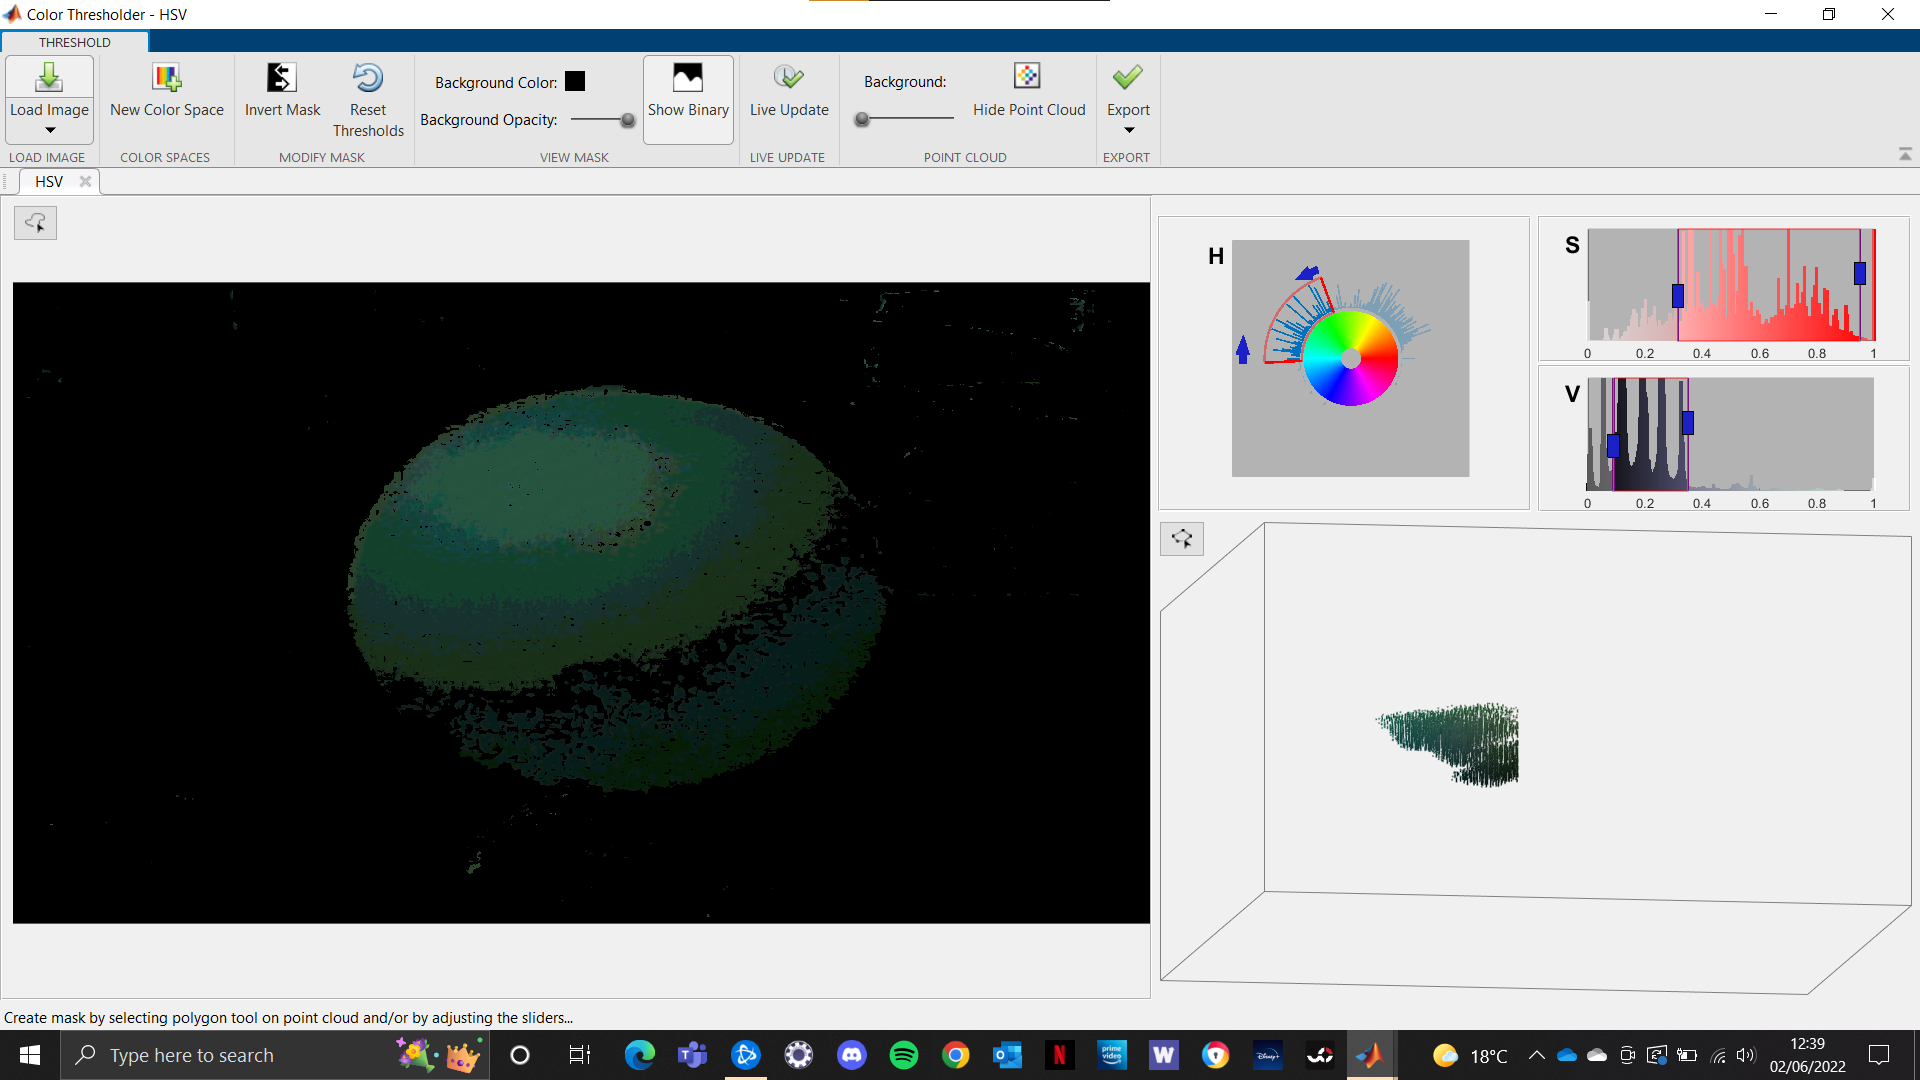 Color Thresholder - HSV
THRESHOLD
Load Image
New Color Space
Invert Mask
Reset
Thresholds
Background Color:
Background Opacity:
Show Binary
Live Update
Background:
Hide Point Cloud
Export
LOAD IMAGE
COLOR SPACES
MODIFY MASK
VIEW MASK
LIVE UPDATE
POINT CLOUD
EXPORT
HSV
H
S
0 0.2 0.4 0.6 0.8 1
V
0 0.2 0.4 0.6 0.8 1
Create mask by selecting polygon tool on point cloud and/or by adjusting the sliders...
Type here to search
N
prime video
W
Disney+
18°C
12:39
02/06/2022